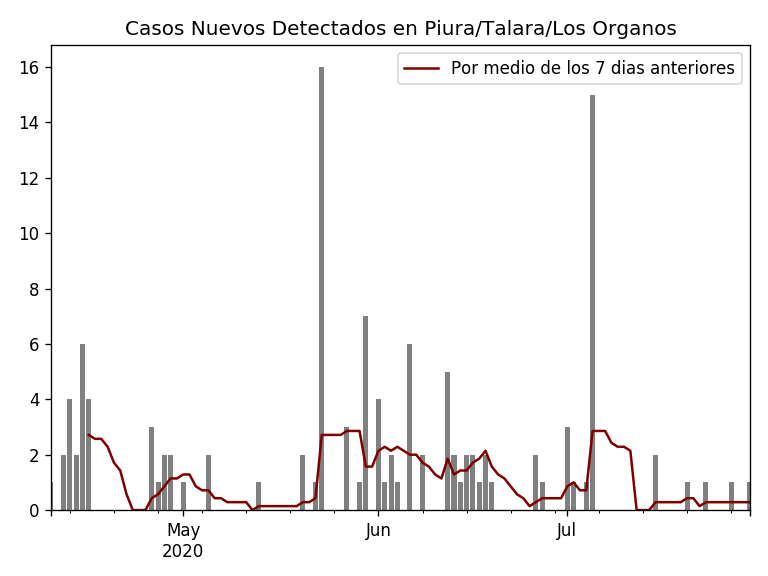 Casos Nuevos Detectados en Piura/Talara/Los Organos
Por medio de los 7 dias anteriores
16
14
12
10
8
6
4
2
0
May
2020
Jun
Jul